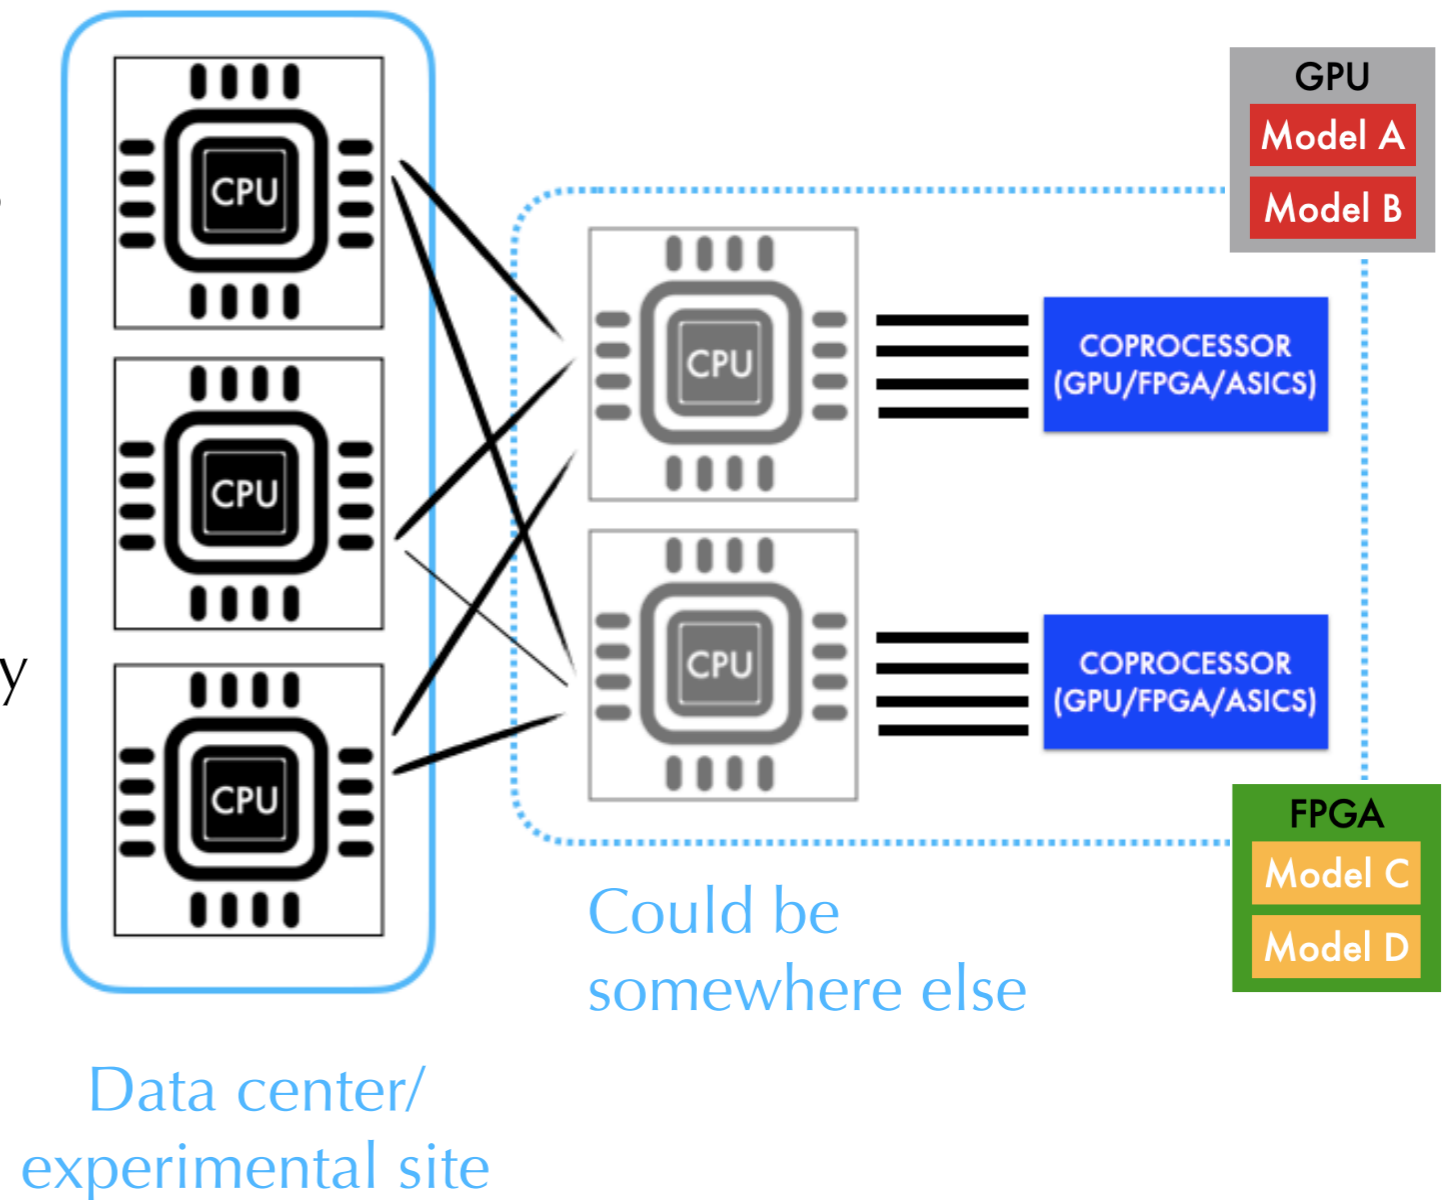 CPU
CPU
CPU
CPU
CPU
COPROCESSOR
(GPU/FPGA/ASICS)
COPROCESSOR
(GPU/FPGA/ASICS)
GPU
Model A
Model B
FPGA
Model C
Model D
y
Could be
somewhere else
Data center/
experimental site